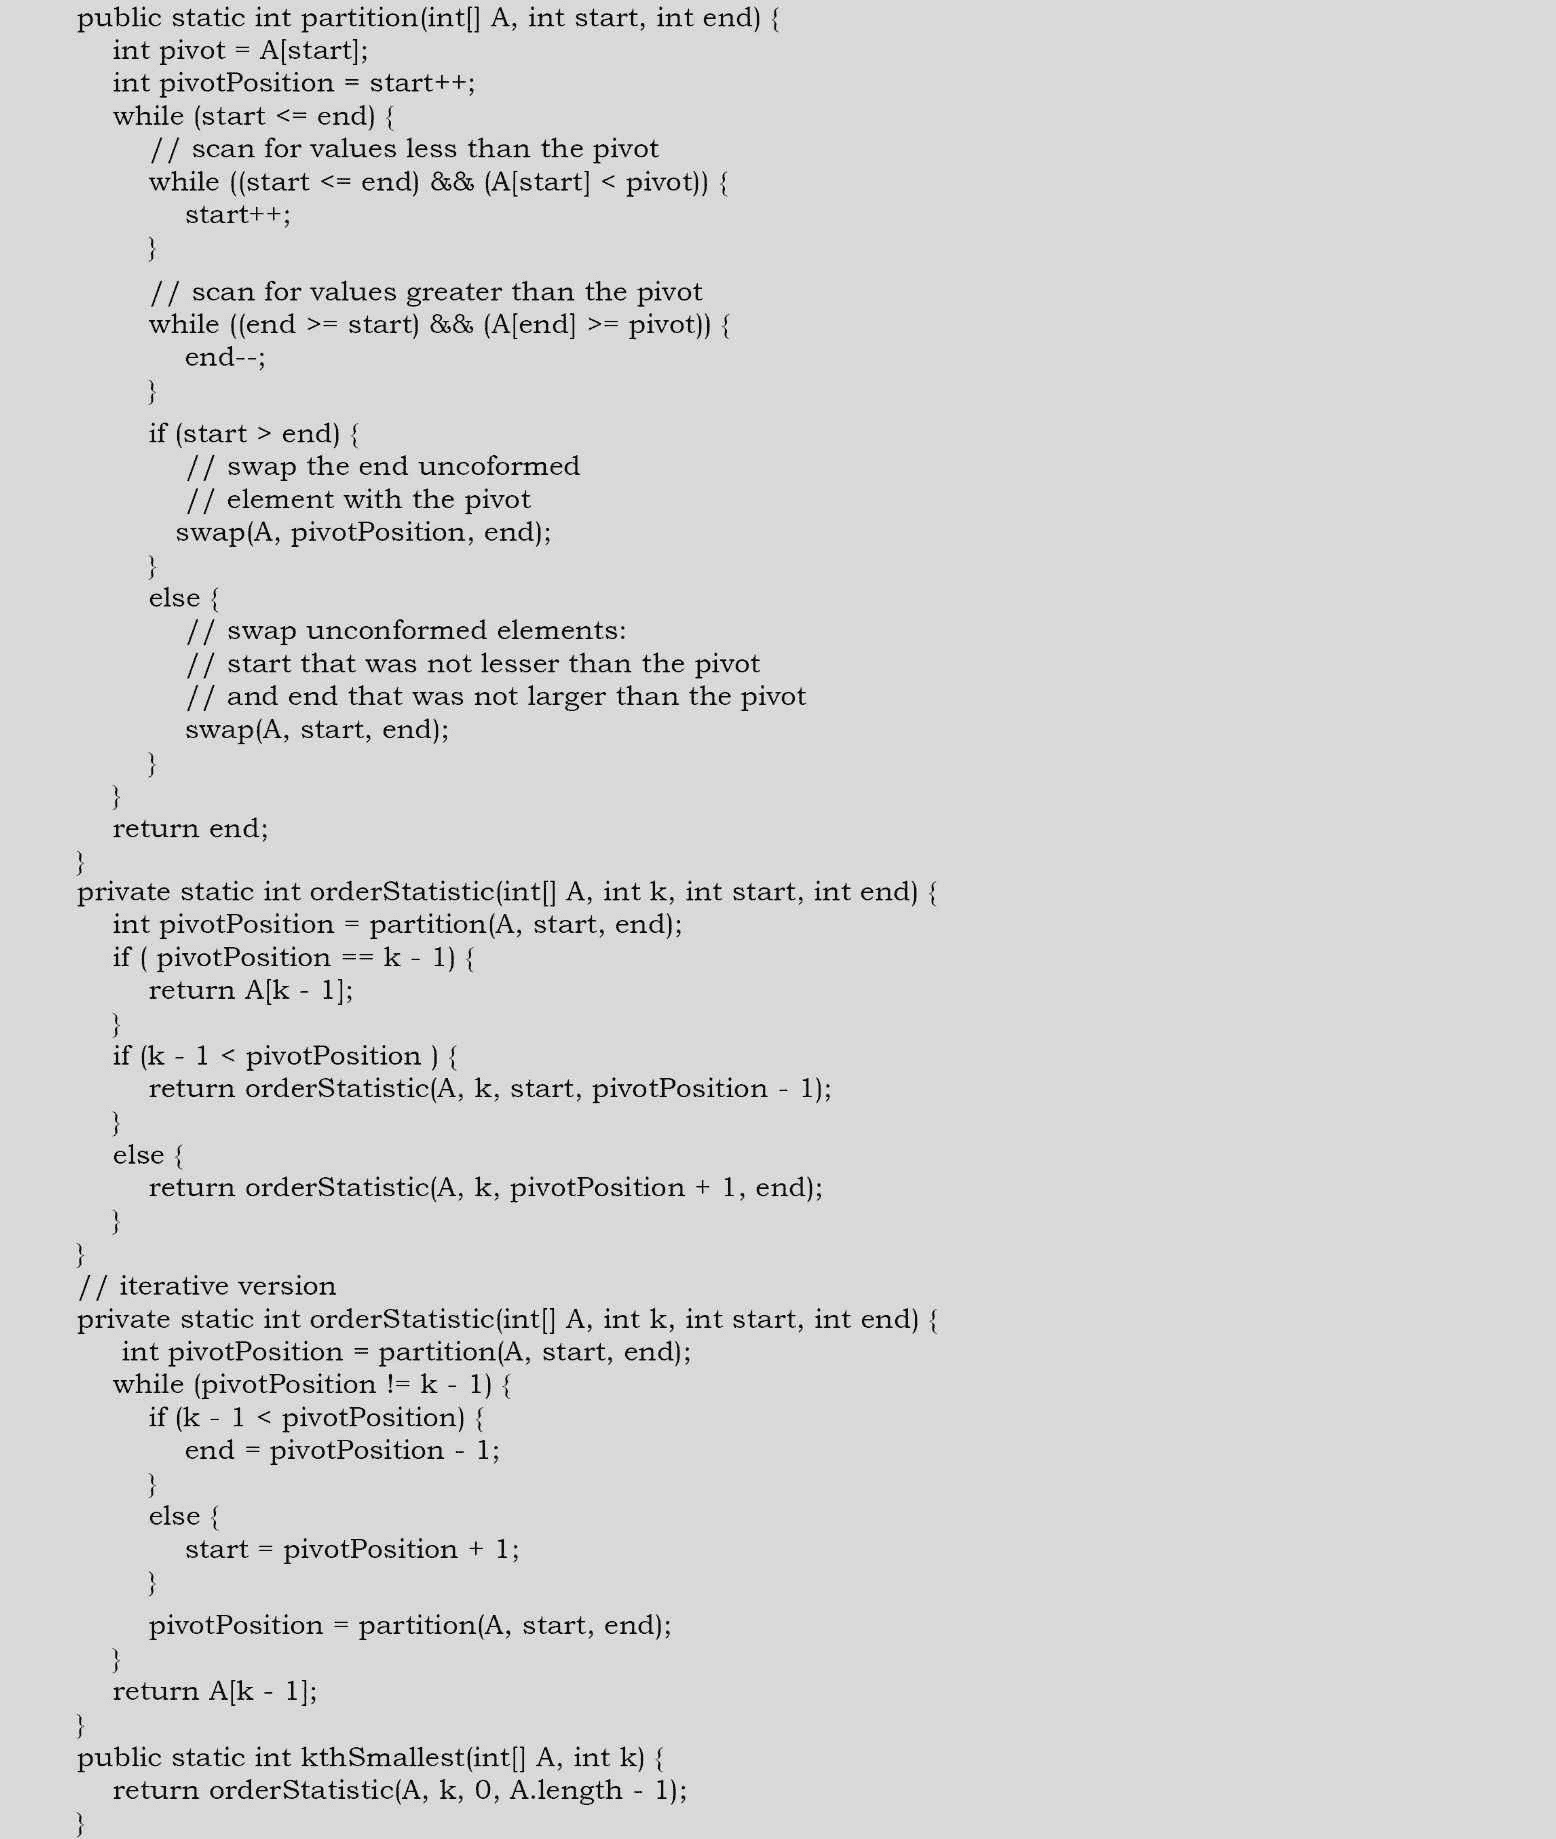 public static int partition(int[] A, int start, int end) {
int pivot = A[start];
int pivotPosition = start++;
while (start <= end) {
// scan for values less than the pivot
while ((start <= end) && (A[start] < pivot)) {
start++;
}
// scan for values greater than the pivot
while ((end >= start) && (A[end] >= pivot)) {
end--;
}
if (start > end) {
// swap the end uncoformed
// element with the pivot
swap(A, pivotPosition, end);
}
else {
// swap unconformed elements:
// start that was not lesser than the pivot
// and end that was not larger than the pivot
swap(A, start, end);
}
}
return end;
}
private static int orderStatistic(int[] A, int k, int start, int end) {
int pivotPosition = partition(A, start, end);
if ( pivotPosition == k - 1) {
return A[k - 1];
}
if (k - 1 < pivotPosition ) {
return orderStatistic(A, k, start, pivotPosition - 1);
}
else {
return orderStatistic(A, k, pivotPosition + 1, end);
}
}
// iterative version
private static int orderStatistic(int[] A, int k, int start, int end) {
int pivotPosition = partition(A, start, end);
while (pivotPosition != k - 1) {
if (k - 1 < pivotPosition) {
end = pivotPosition - 1;
}
else {
start = pivotPosition + 1;
}
pivotPosition = partition(A, start, end);
}
return A[k - 1];
}
public static int kthSmallest(int[] A, int k) {
return orderStatistic(A, k, 0, A.length - 1);
}